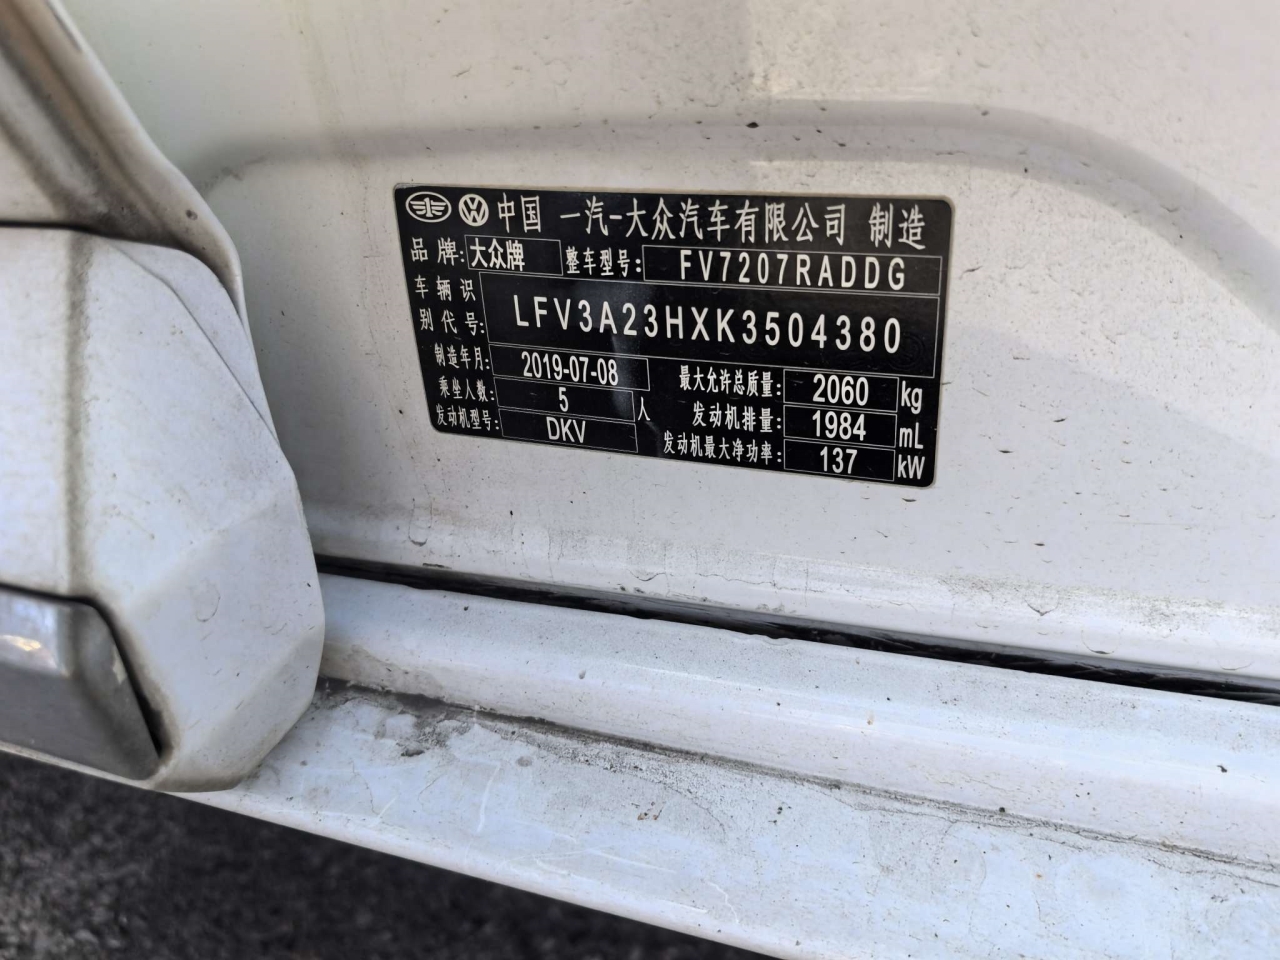 中国 一汽-大众汽车有限公司 制造
品牌: 大众牌 整车型号: FV7207RADDG
车辆识别代号: LFV3A23HXK3504380
制造年月: 2019-07-08 最大允许总质量: 2060 kg
乘坐人数: 5 人 发动机排量: 1984 mL
发动机型号: DKV 发动机最大净功率: 137 kW